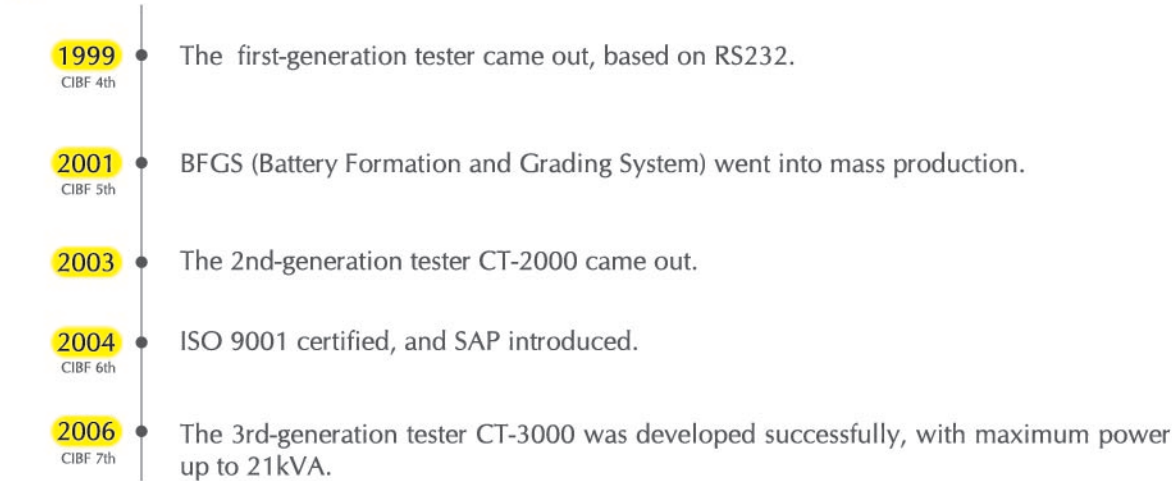 1999
CIBF 4th
The first-generation tester came out, based on RS232.
2001
CIBF 5th
BFGS (Battery Formation and Grading System) went into mass production.
2003
The 2nd-generation tester CT-2000 came out.
2004
CIBF 6th
ISO 9001 certified, and SAP introduced.
2006
CIBF 7th
The 3rd-generation tester CT-3000 was developed successfully, with maximum power
up to 21kVA.